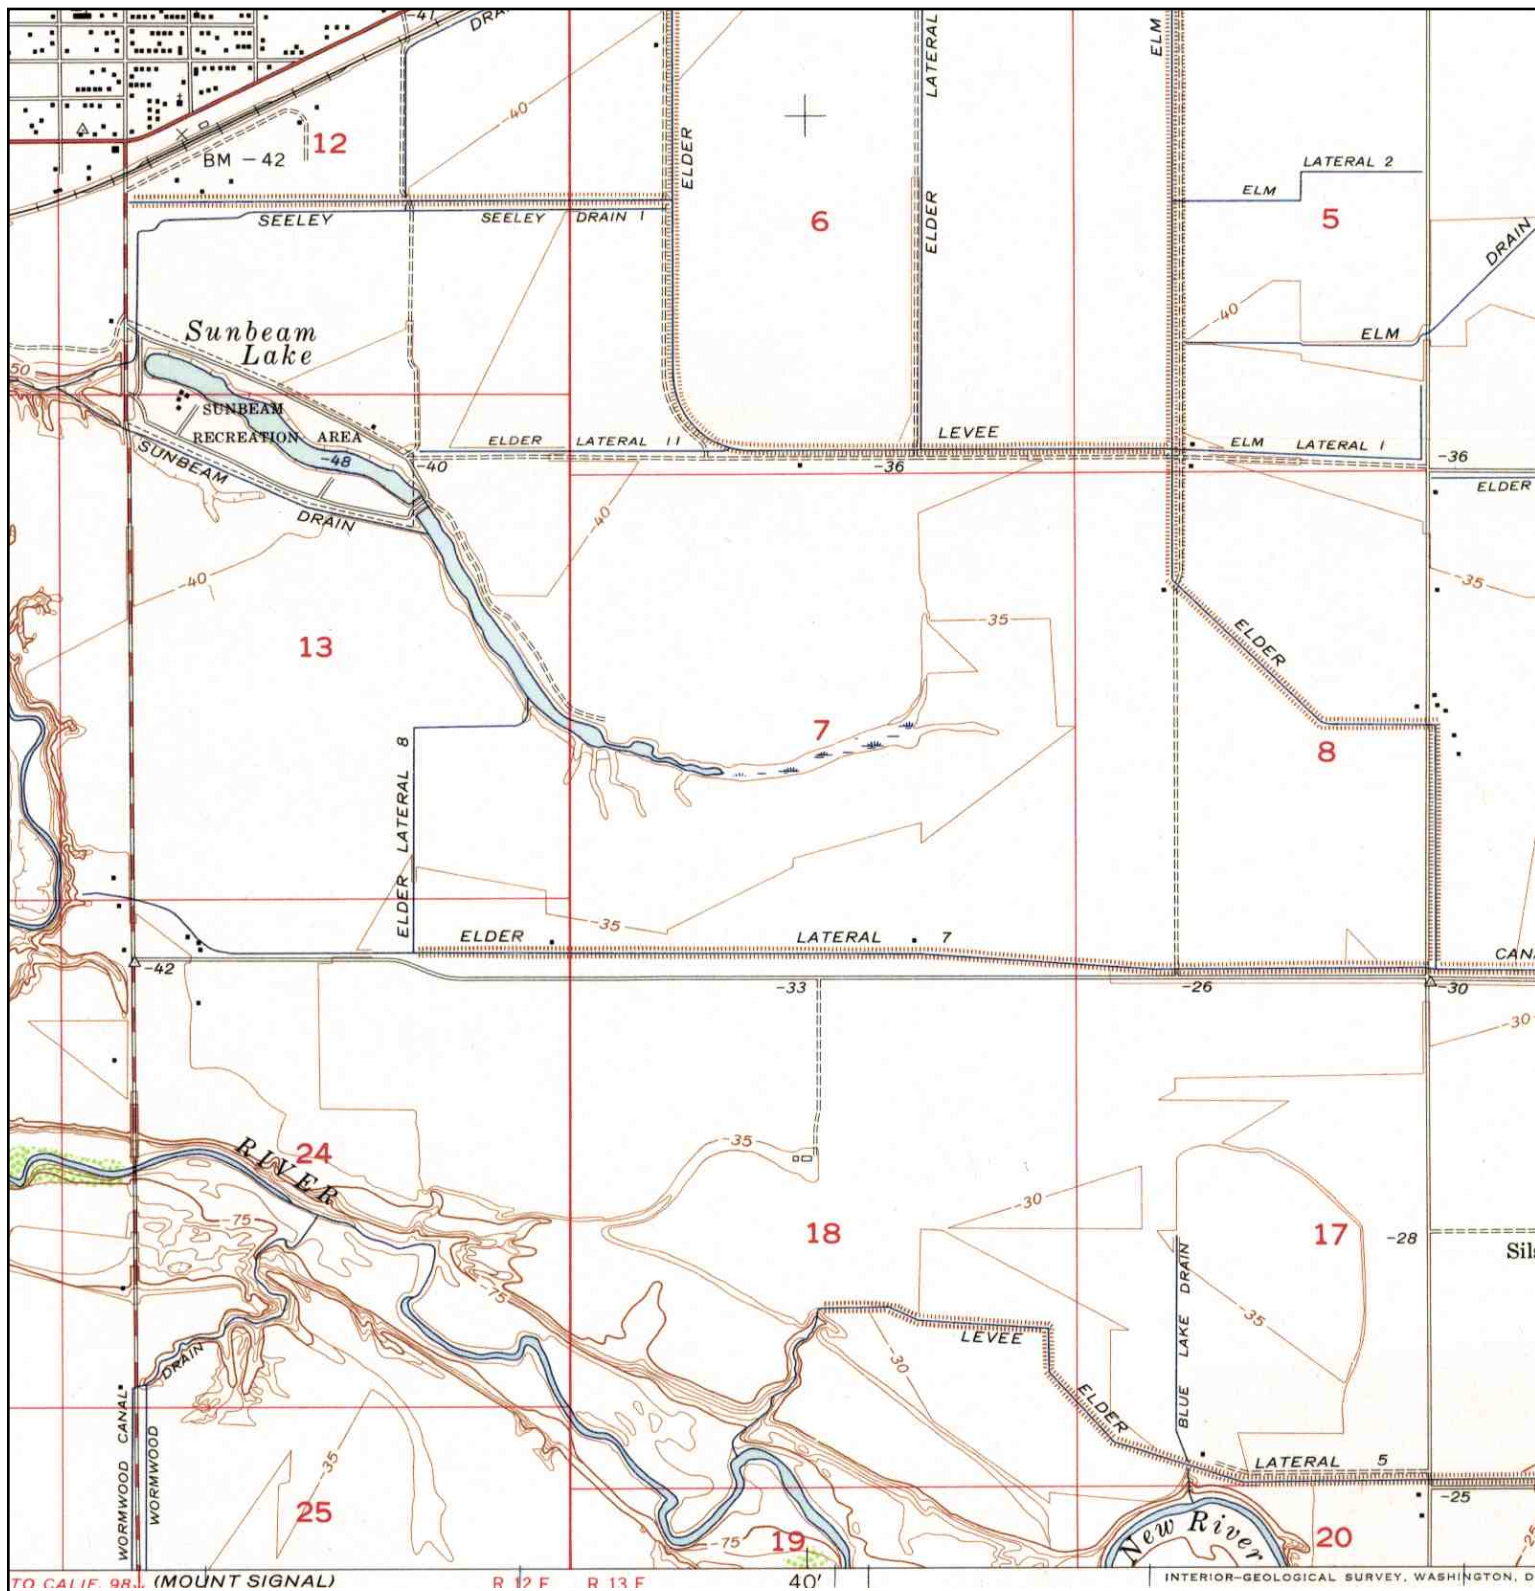 -41
DRA
LATERAL
ELM
-40
12
BM -42
ELDER
LATERAL 2
ELM
SEELEY
SEELEY DRAIN 1
ELDER
6
5
DRAIN
Sunbeam
Lake
-40
ELM
50
SUNBEAM
RECREATION AREA
-48
SUNBEAM
DRAIN
-40
ELDER LATERAL 11
LEVEE
-36
ELM LATERAL 1
-36
ELDER
-40
-40
-35
13
-35
ELDER
7
8
ELDER LATERAL 8
-35
ELDER LATERAL 7
CANA
-42
-33
-26
-30
-30
24
RIVER
-35
-30
-75
18
17
-28
Sils
-75
LEVEE
-35
-30
BLUE LAKE DRAIN
DRAIN
ELDER
WORMWOOD CANAL
WORMWOOD
-35
LATERAL 5
-25
25
-75
19
New River
20
-25
TO CALIF. 98
(MOUNT SIGNAL)
R 12 E
R 13 E
40'
INTERIOR-GEOLOGICAL SURVEY, WASHINGTON, D